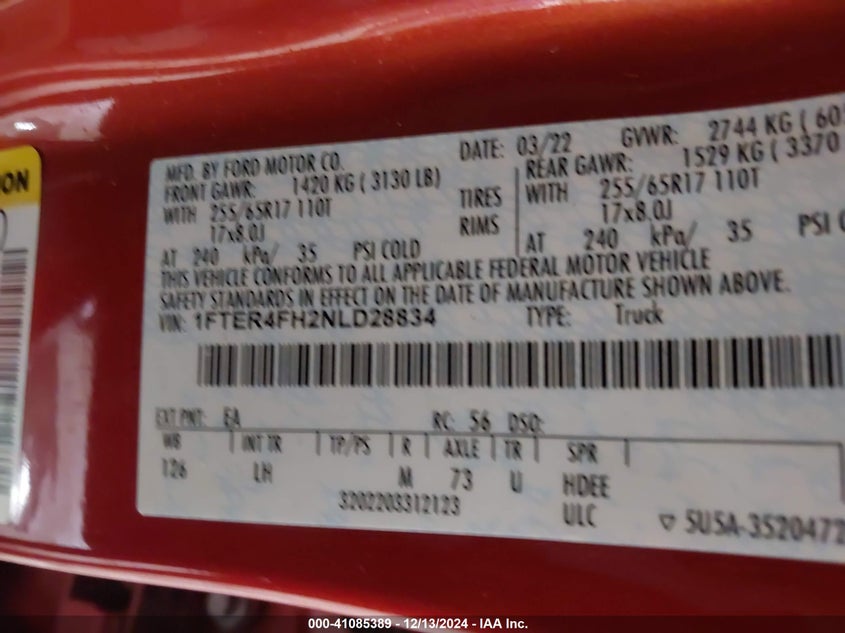 ION
MFD. BY FORD MOTOR CO. DATE: 03/22 GVWR: 2744 KG ( 60
FRONT GAWR: 1420 KG ( 3130 LB) REAR GAWR: 1529 KG ( 3370
WITH 255/65R17 110T TIRES WITH 255/65R17 110T
17x8.0J RIMS 17x8.0J
AT 240 kPa/ 35 PSI COLD AT 240 kPa/ 35 PSI C
THIS VEHICLE CONFORMS TO ALL APPLICABLE FEDERAL MOTOR VEHICLE
SAFETY STANDARDS IN EFFECT ON THE DATE OF MANUFACTURE SHOWN ABOVE.
VIN: 1FTER4FH2NLD28834 TYPE: Truck
EXT PNT: EA RC: 56 DSO:
WB INT TR TP/PS R AXLE TR SPR
126 LH M 73 U HDEE
3202203312123 ULC ▽ 5U5A-3520472
000-41085389 - 12/13/2024 - IAA Inc.